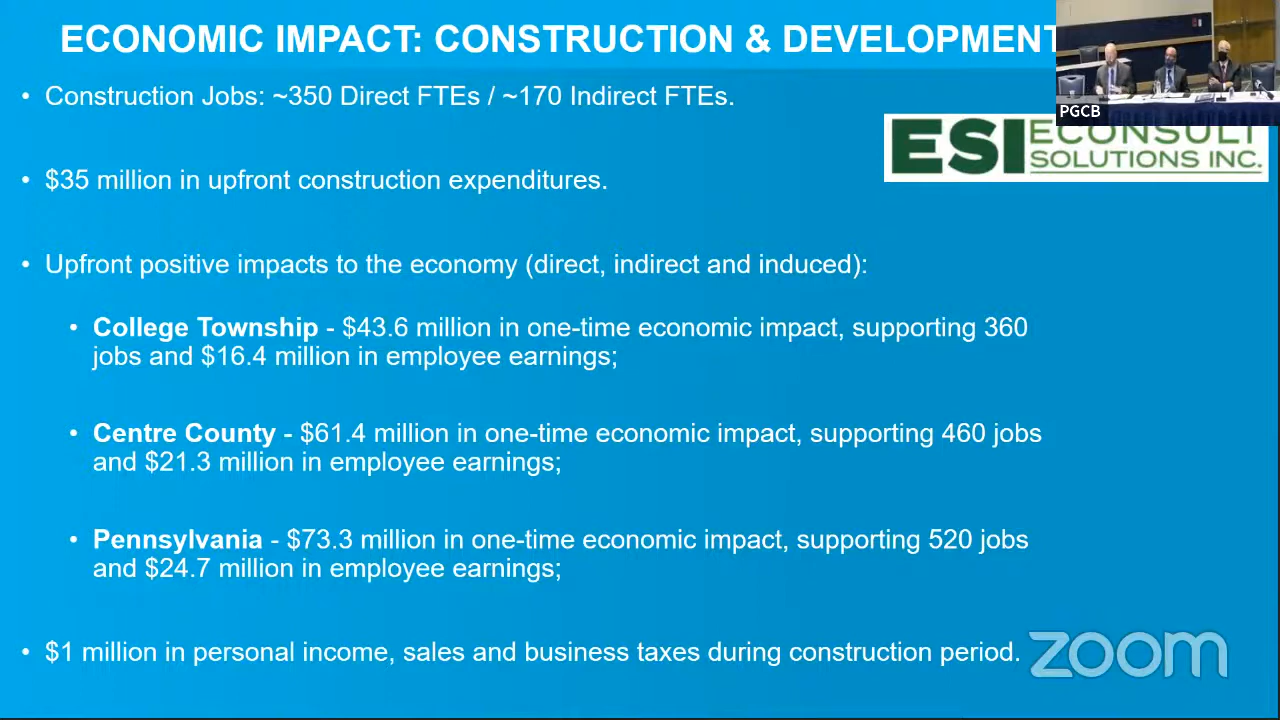 ECONOMIC IMPACT: CONSTRUCTION & DEVELOPMENT
PGCB
• Construction Jobs: ~350 Direct FTEs / ~170 Indirect FTEs.
ESI ECONSULT
SOLUTIONS INC.
• $35 million in upfront construction expenditures.
• Upfront positive impacts to the economy (direct, indirect and induced):
• College Township - $43.6 million in one-time economic impact, supporting 360
jobs and $16.4 million in employee earnings;
• Centre County - $61.4 million in one-time economic impact, supporting 460 jobs
and $21.3 million in employee earnings;
• Pennsylvania - $73.3 million in one-time economic impact, supporting 520 jobs
and $24.7 million in employee earnings;
• $1 million in personal income, sales and business taxes during construction period.
zoom